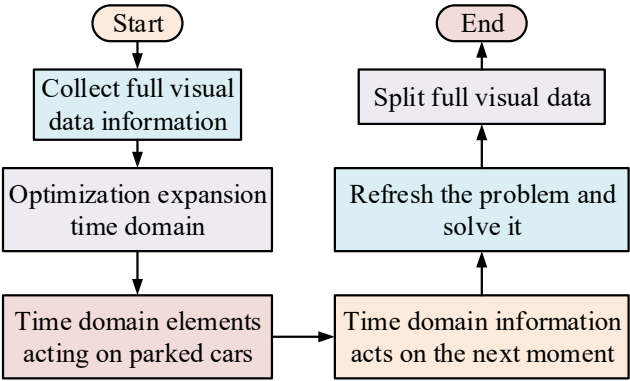 Start
Collect full visual
data information
Optimization expansion
time domain
Time domain elements
acting on parked cars
Time domain information
acts on the next moment
Refresh the problem and
solve it
Split full visual data
End